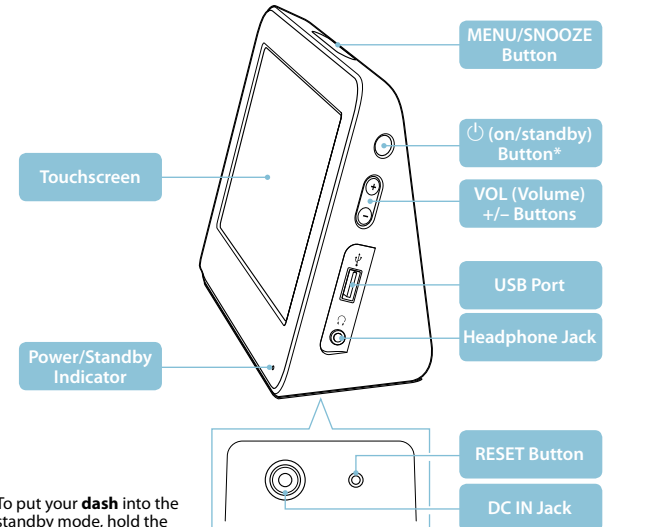 MENU/SNOOZE
Button
⏻ (on/standby)
Button*
Touchscreen
VOL (Volume)
+/– Buttons
+
–
USB Port
Headphone Jack
Power/Standby
Indicator
RESET Button
DC IN Jack
To put your dash into the
standby mode, hold the